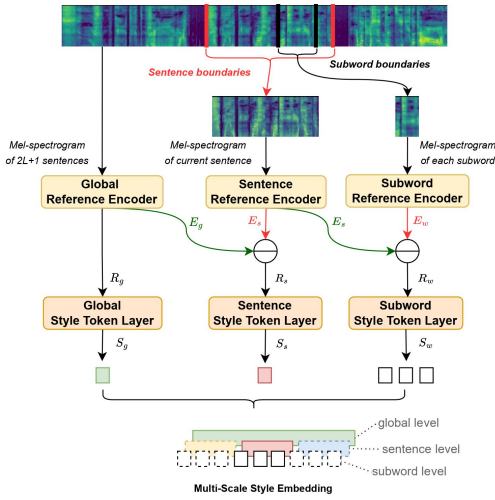 Sentence boundaries
Subword boundaries
Mel-spectrogram
of 2L+1 sentences
Mel-spectrogram
of current sentence
Mel-spectrogram
of each subword
Global
Reference Encoder
Sentence
Reference Encoder
Subword
Reference Encoder
E_g
E_s
E_s
E_w
R_g
R_s
R_w
Global
Style Token Layer
Sentence
Style Token Layer
Subword
Style Token Layer
S_g
S_s
S_w
global level
sentence level
subword level
Multi-Scale Style Embedding